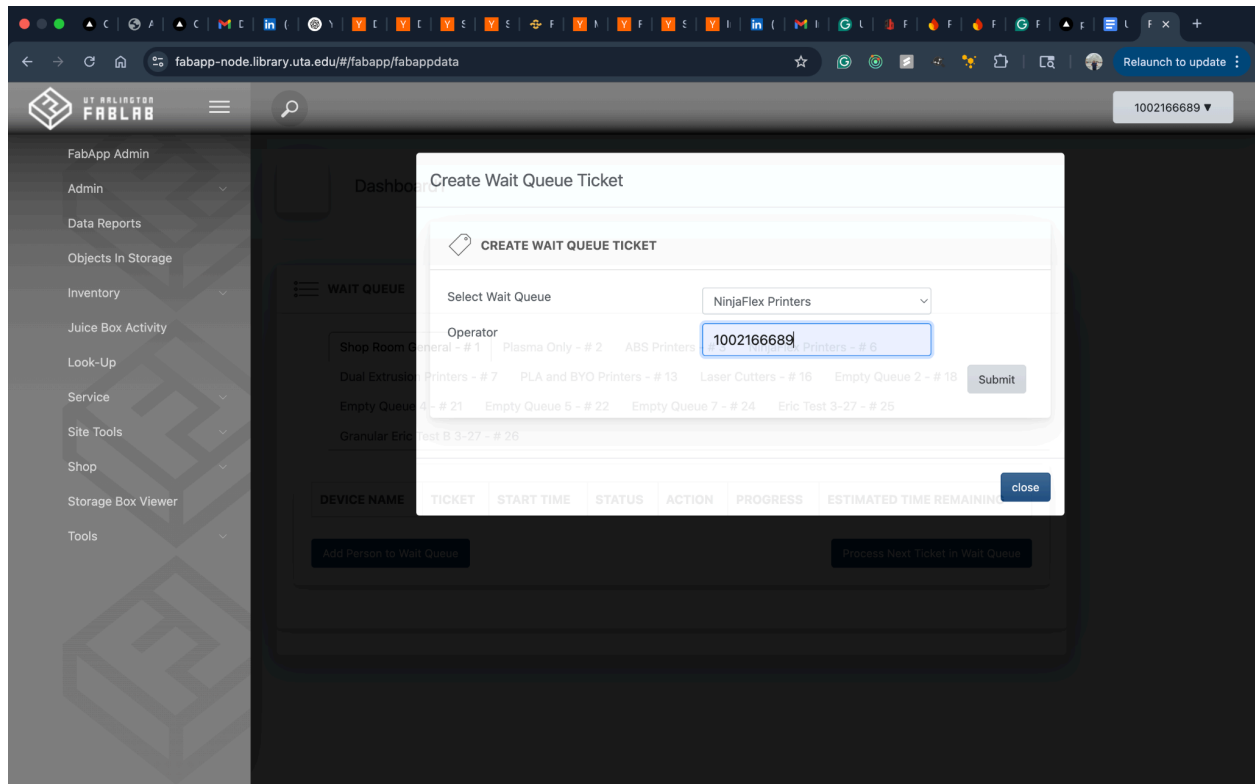 fabapp-node.library.uta.edu/#/fabapp/fabappdata
Relaunch to update
UT ARLINGTON
FABLAB
1002166689 ▼
FabApp Admin
Admin
Data Reports
Objects In Storage
Inventory
Juice Box Activity
Look-Up
Service
Site Tools
Shop
Storage Box Viewer
Tools
Create Wait Queue Ticket
CREATE WAIT QUEUE TICKET
Select Wait Queue
NinjaFlex Printers
Operator
1002166689
Submit
close
WAIT QUEUE
Shop Room General - # 1 Plasma Only - # 2 ABS Printers Printers - # 6
Dual Extrusion Printers - # 7 PLA and BYO Printers - # 13 Laser Cutters - # 16 Empty Queue 2 - # 18
Empty Queue 4 - # 21 Empty Queue 5 - # 22 Empty Queue 7 - # 24 Eric Test 3-27 - # 25
Granular Eric Test B 3-27 - # 26
DEVICE NAME TICKET START TIME STATUS ACTION PROGRESS ESTIMATED TIME REMAINING
Add Person to Wait Queue
Process Next Ticket in Wait Queue